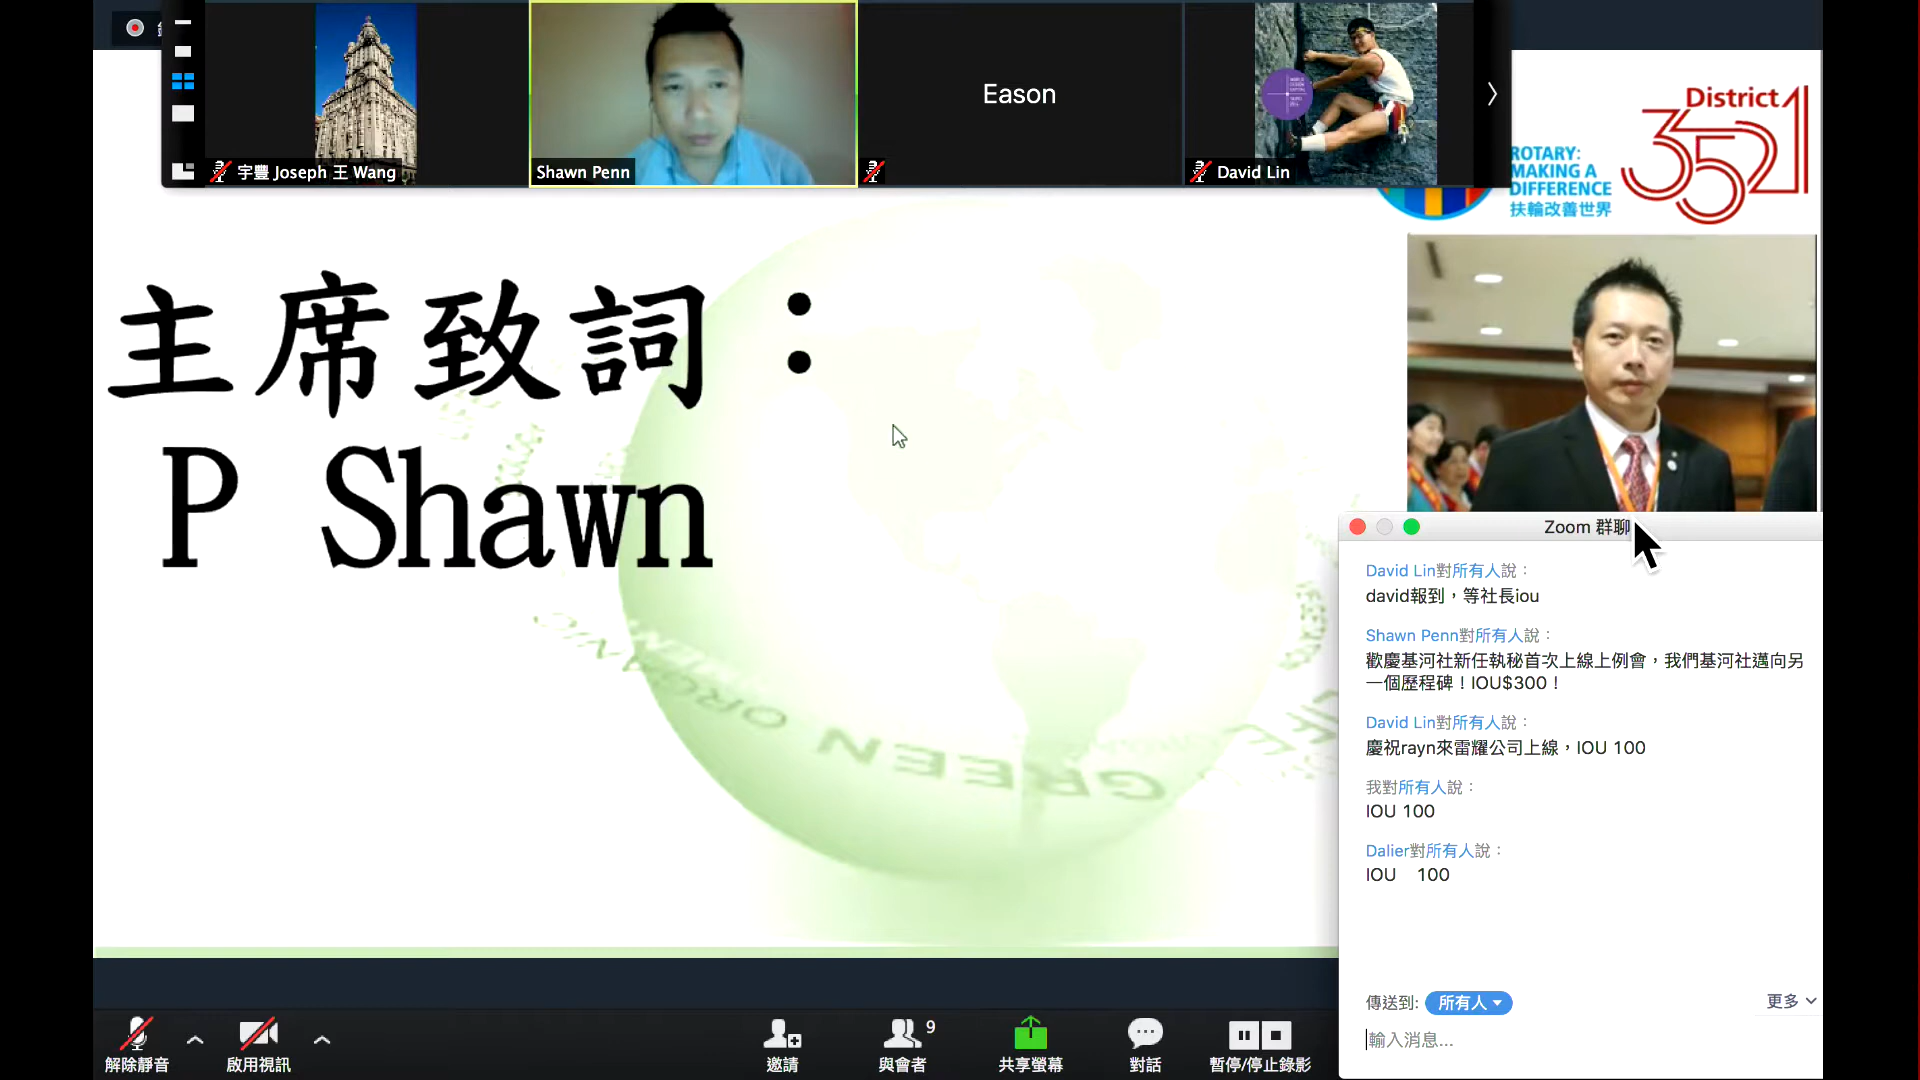 宇豐 Joseph 王 Wang
Shawn Penn
Eason
David Lin
District
3521
ROTARY:
MAKING A
DIFFERENCE
扶輪改善世界
主席致詞：
P Shawn
GREEN
Zoom 群聊
David Lin對所有人說：
david報到，等社長iou
Shawn Penn對所有人說：
歡慶基河社新任執秘首次上線上例會，我們基河社邁向另
一個歷程碑！IOU$300！
David Lin對所有人說：
慶祝rayn來雷耀公司上線，IOU 100
我對所有人說：
IOU 100
Dalier對所有人說：
IOU 100
傳送到: 所有人
更多
輸入消息...
解除靜音
啟用視訊
邀請
9
與會者
共享螢幕
對話
暫停/停止錄影